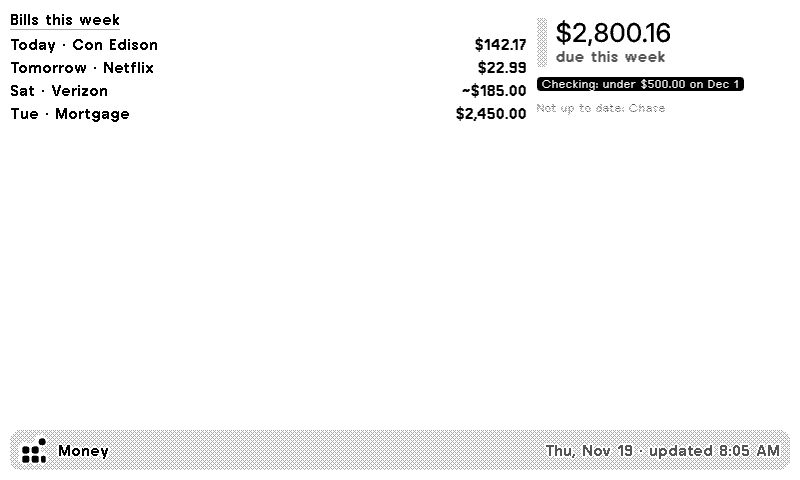 Bills this week
Today · Con Edison $142.17
Tomorrow · Netflix $22.99
Sat · Verizon ~$185.00
Tue · Mortgage $2,450.00
$2,800.16
due this week
Checking: under $500.00 on Dec 1
Not up to date: Chase
Money
Thu, Nov 19 · updated 8:05 AM